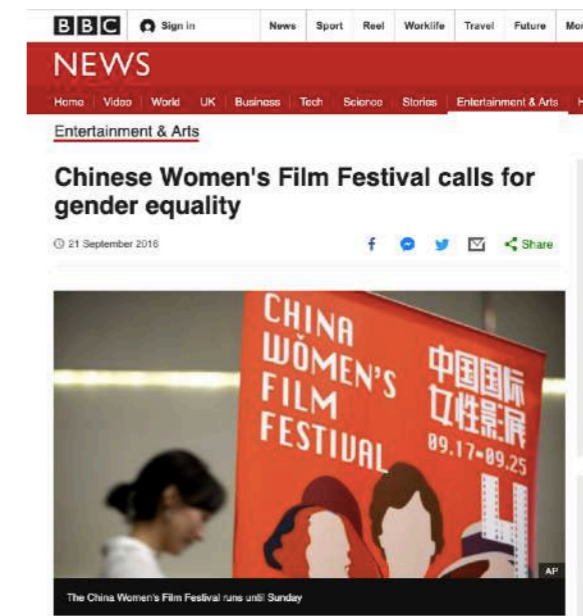 BBC Sign in News Sport Reel Worklife Travel Future
NEWS
Home Video World UK Business Tech Science Stories Entertainment & Arts
Entertainment & Arts
Chinese Women's Film Festival calls for
gender equality
21 September 2016
f Share
CHINA
WǑMEN'S
FILM
FESTIVAL
中国国际
女性影展
09.17-09.25
AP
The China Women's Film Festival runs until Sunday